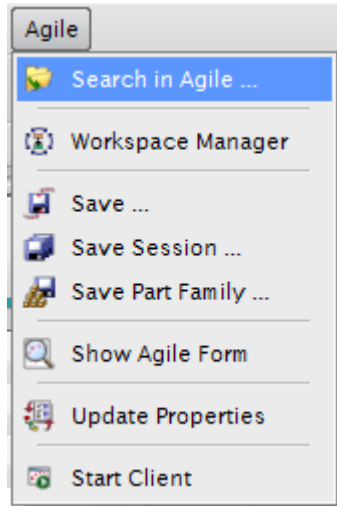 Agile
Search in Agile ...
Workspace Manager
Save ...
Save Session ...
Save Part Family ...
Show Agile Form
Update Properties
Start Client